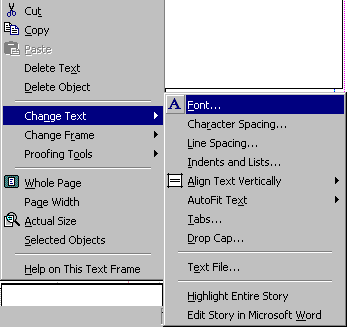 Cut
Copy
Paste
Delete Text
Delete Object
Change Text
Change Frame
Proofing Tools
Whole Page
Page Width
Actual Size
Selected Objects
Help on This Text Frame
A Font...
Character Spacing...
Line Spacing...
Indents and Lists...
Align Text Vertically
AutoFit Text
Tabs...
Drop Cap...
Text File...
Highlight Entire Story
Edit Story in Microsoft Word